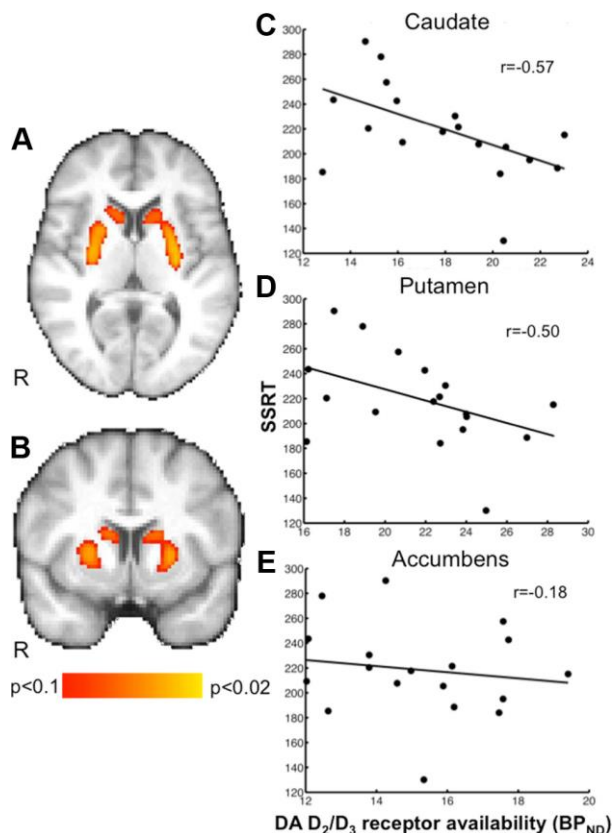 A
R
B
R
p<0.1 p<0.02
C Caudate
r=-0.57
300
280
260
240
220
200
180
160
140
120
12 14 16 18 20 22 24
D Putamen
r=-0.50
SSRT
300
280
260
240
220
200
180
160
140
120
16 18 20 22 24 26 28 30
E Accumbens
r=-0.18
300
280
260
240
220
200
180
160
140
120
12 14 16 18 20
DA D2/D3 receptor availability (BPND)